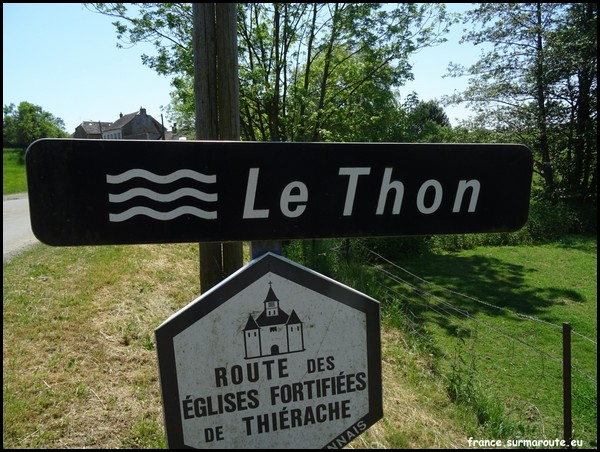 Le Thon
ROUTE DES
ÉGLISES FORTIFIÉES
DE THIÉRACHE
france.surmaroute.eu